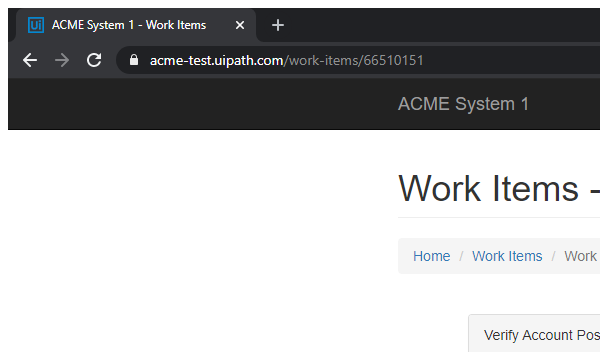 Ui ACME System 1 - Work Items
acme-test.uipath.com/work-items/66510151
ACME System 1
Work Items -
Home / Work Items / Work
Verify Account Pos